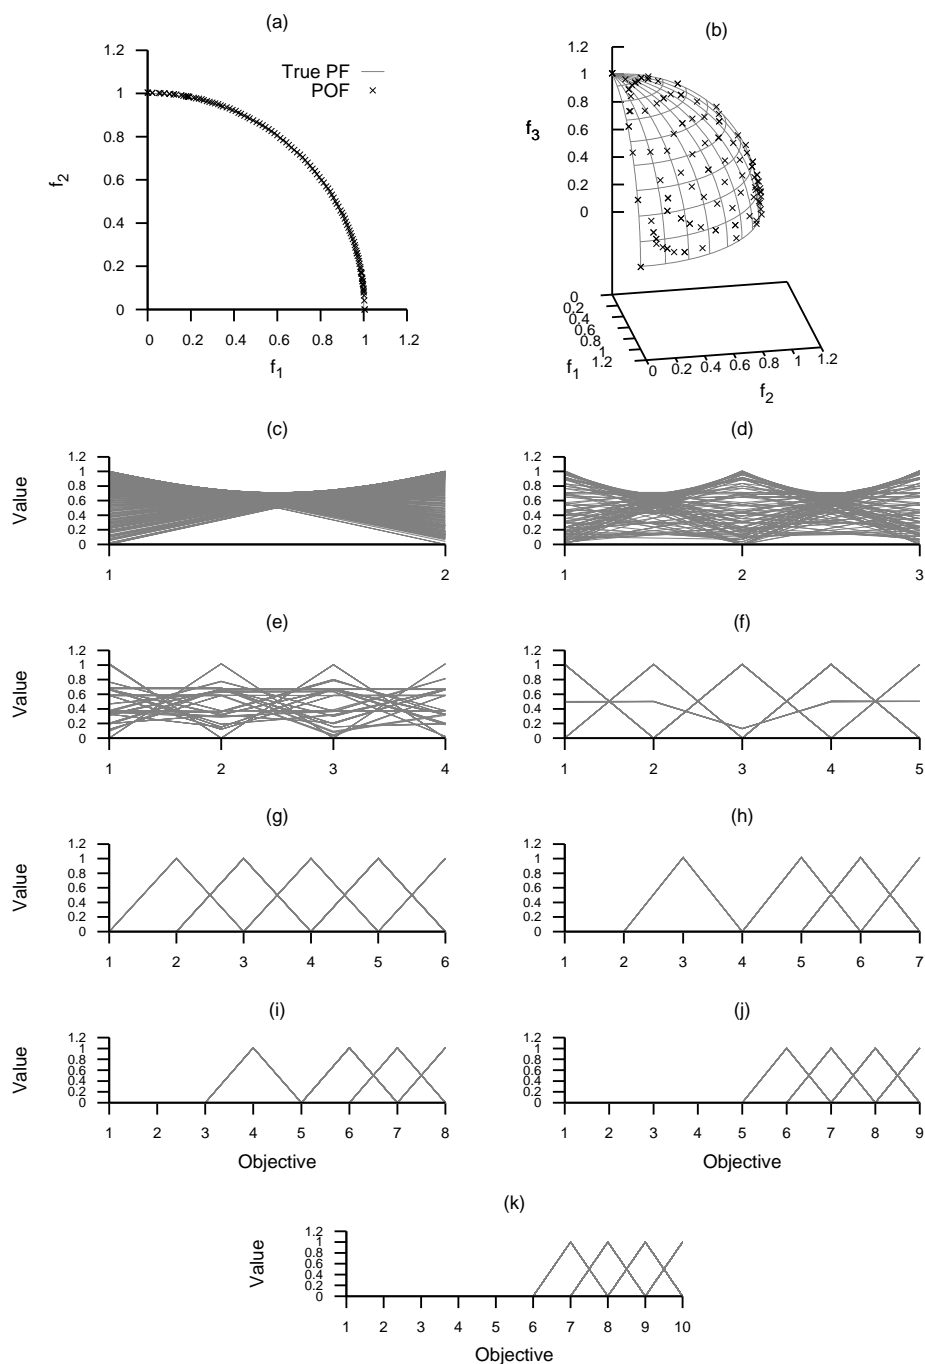 (a)
1.2
1
0.8
0.6
0.4
0.2
0
f2
True PF
POF
0 0.2 0.4 0.6 0.8 1 1.2
f1
(b)
1.2
1
0.8
0.6
0.4
0.2
0
f3
0
0.2
0.4
0.6
0.8
1
1.2
f1
0 0.2 0.4 0.6 0.8 1 1.2
f2
(c)
Value
1.2
1
0.8
0.6
0.4
0.2
0
1 2
(d)
1.2
1
0.8
0.6
0.4
0.2
0
1 2 3
(e)
Value
1.2
1
0.8
0.6
0.4
0.2
0
1 2 3 4
(f)
1.2
1
0.8
0.6
0.4
0.2
0
1 2 3 4 5
(g)
Value
1.2
1
0.8
0.6
0.4
0.2
0
1 2 3 4 5 6
(h)
1.2
1
0.8
0.6
0.4
0.2
0
1 2 3 4 5 6 7
(i)
Value
1.2
1
0.8
0.6
0.4
0.2
0
1 2 3 4 5 6 7 8
Objective
(j)
1.2
1
0.8
0.6
0.4
0.2
0
1 2 3 4 5 6 7 8 9
Objective
(k)
Value
1.2
1
0.8
0.6
0.4
0.2
0
1 2 3 4 5 6 7 8 9 10
Objective